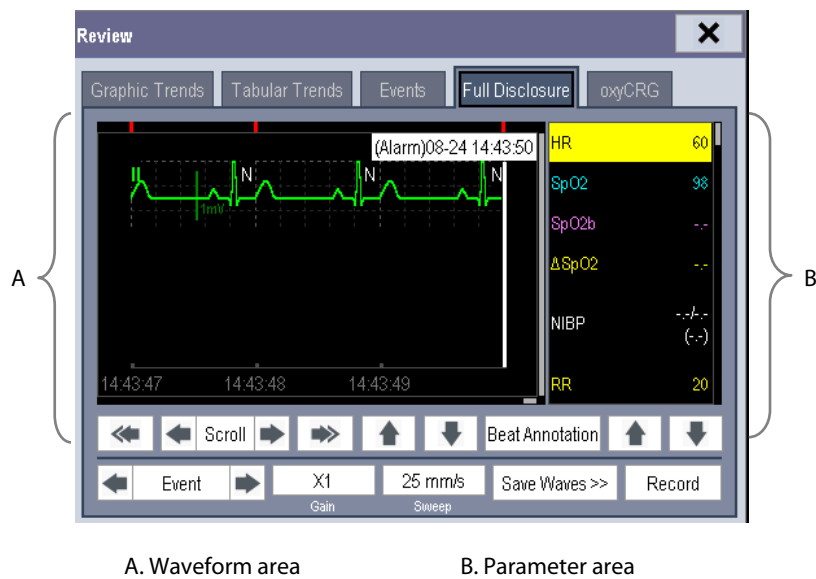 Review
Graphic Trends Tabular Trends Events Full Disclosure oxyCRG
(Alarm)08-24 14:43:50
II
N N N
1mV
14:43:47 14:43:48 14:43:49
HR 60
SpO2 98
SpO2b -.-
ΔSpO2 -.-
NIBP -.-/-.-
(-.-)
RR 20
A
B
Scroll Beat Annotation
Event X1 25 mm/s Save Waves >> Record
Gain Sweep
A. Waveform area B. Parameter area